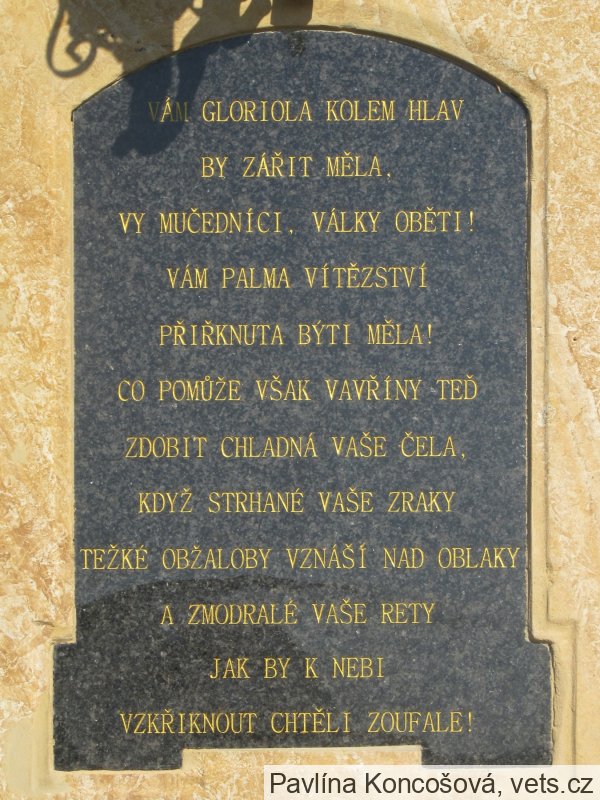 VÁM GLORIOLA KOLEM HLAV
BY ZÁŘIT MĚLA,
VY MUČEDNÍCI, VÁLKY OBĚTI!
VÁM PALMA VÍTĚZSTVÍ
PŘIŘKNUTA BÝTI MĚLA!
CO POMŮŽE VŠAK VAVŘÍNY TEĎ
ZDOBIT CHLADNÁ VAŠE ČELA,
KDYŽ STRHANÉ VAŠE ZRAKY
TEŽKÉ OBŽALOBY VZNÁŠÍ NAD OBLAKY
A ZMODRALÉ VAŠE RETY
JAK BY K NEBI
VZKŘIKNOUT CHTĚLI ZOUFALE!
Pavlína Koncošová, vets.cz